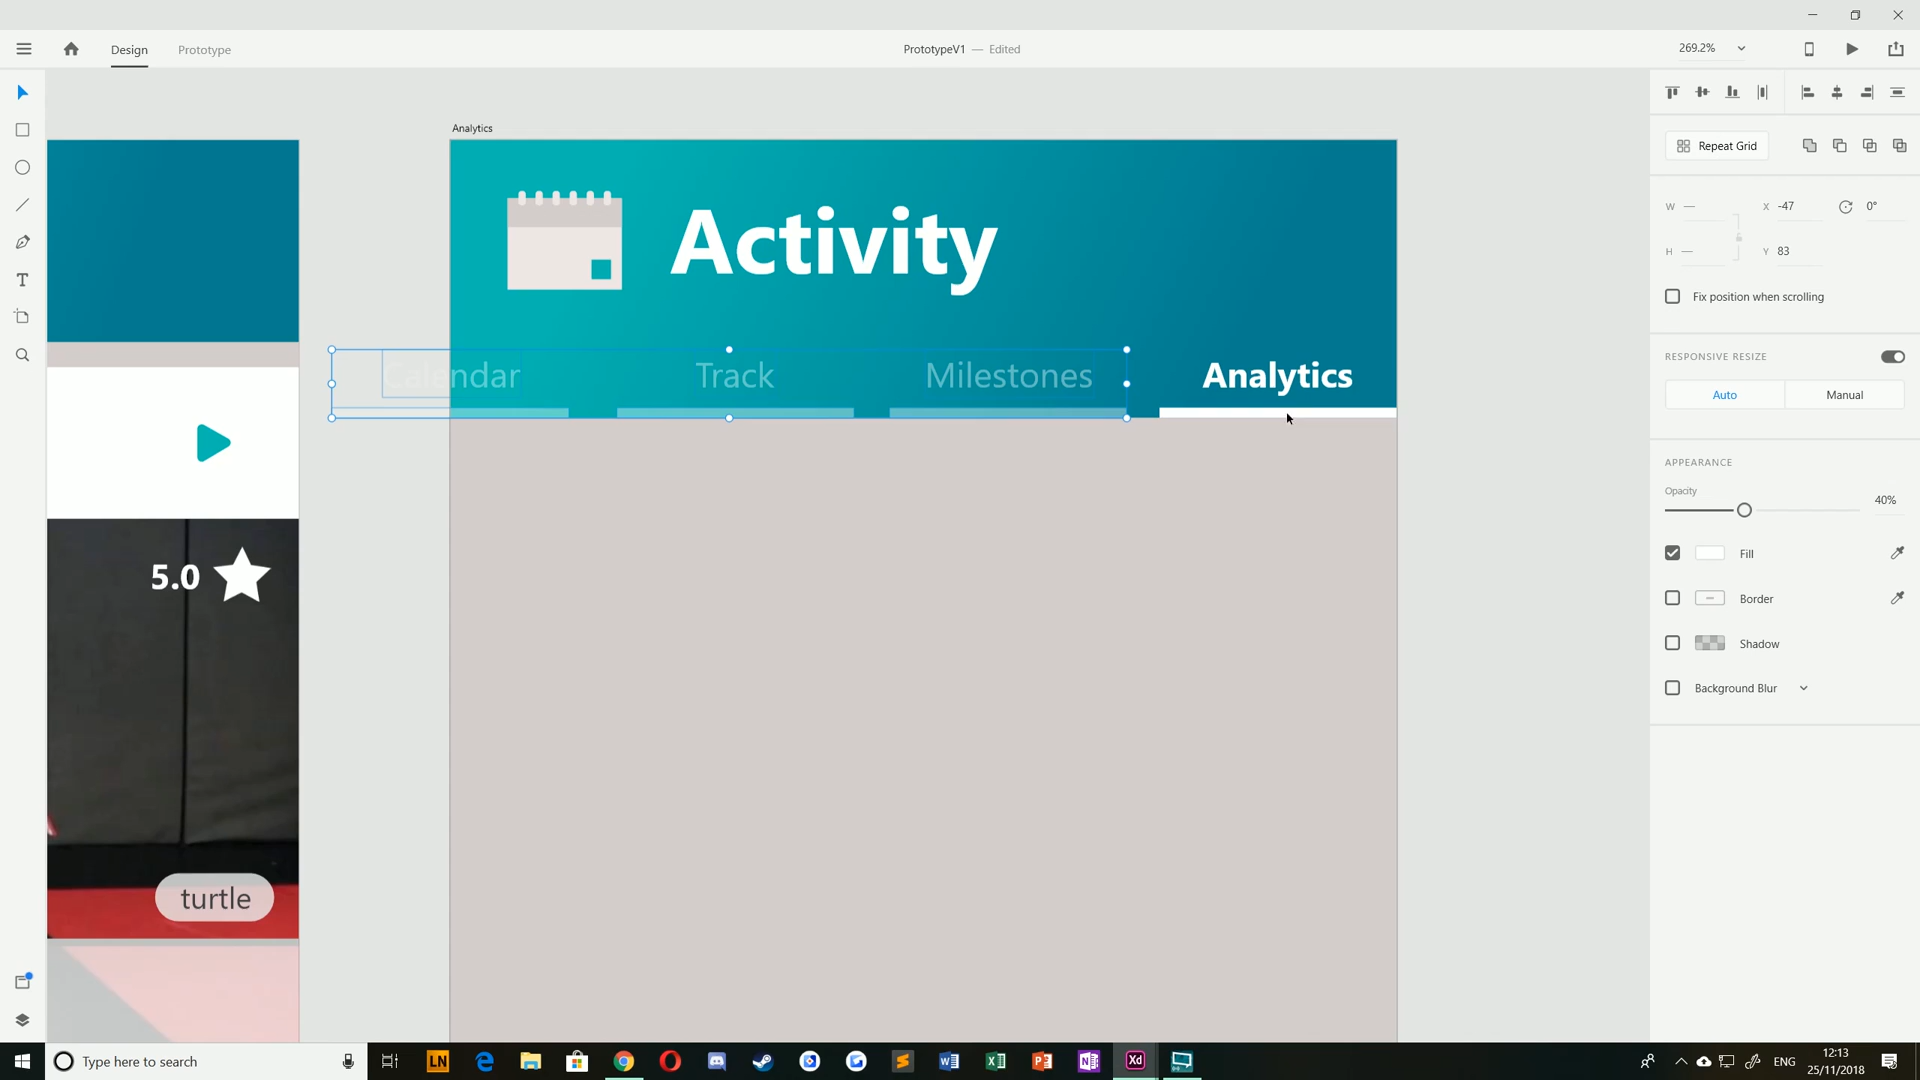 Design
Prototype
PrototypeV1 — Edited
269.2%
Analytics
Activity
Calendar
Track
Milestones
Analytics
5.0
turtle
Repeat Grid
W —
X -47
0°
H —
Y 83
Fix position when scrolling
RESPONSIVE RESIZE
Auto
Manual
APPEARANCE
Opacity
40%
Fill
Border
Shadow
Background Blur
Type here to search
LN
Xd
ENG
12:13
25/11/2018